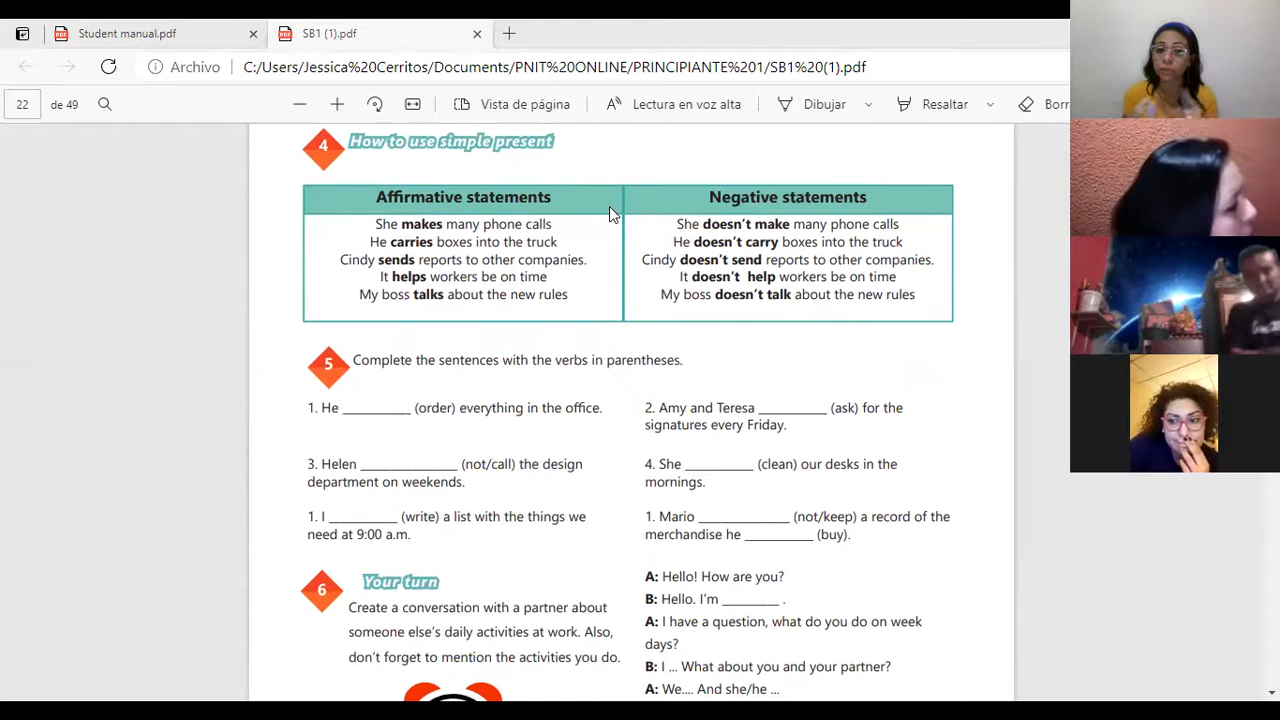 Student manual.pdf
SB1 (1).pdf
Archivo
C:/Users/Jessica%20Cerritos/Documents/PNIT%20ONLINE/PRINCIPIANTE%201/SB1%20(1).pdf
22 de 49
Vista de página
Lectura en voz alta
Dibujar
Resaltar
Borr
4 How to use simple present
Affirmative statements
She makes many phone calls
He carries boxes into the truck
Cindy sends reports to other companies.
It helps workers be on time
My boss talks about the new rules
Negative statements
She doesn't make many phone calls
He doesn't carry boxes into the truck
Cindy doesn't send reports to other companies.
It doesn't help workers be on time
My boss doesn't talk about the new rules
5 Complete the sentences with the verbs in parentheses.
1. He __________ (order) everything in the office.
2. Amy and Teresa __________ (ask) for the
signatures every Friday.
3. Helen ______________ (not/call) the design
department on weekends.
4. She __________ (clean) our desks in the
mornings.
1. I __________ (write) a list with the things we
need at 9:00 a.m.
1. Mario ______________ (not/keep) a record of the
merchandise he __________ (buy).
6 Your turn
Create a conversation with a partner about
someone else's daily activities at work. Also,
don't forget to mention the activities you do.
A: Hello! How are you?
B: Hello. I'm ________ .
A: I have a question, what do you do on week
days?
B: I ... What about you and your partner?
A: We.... And she/he ...